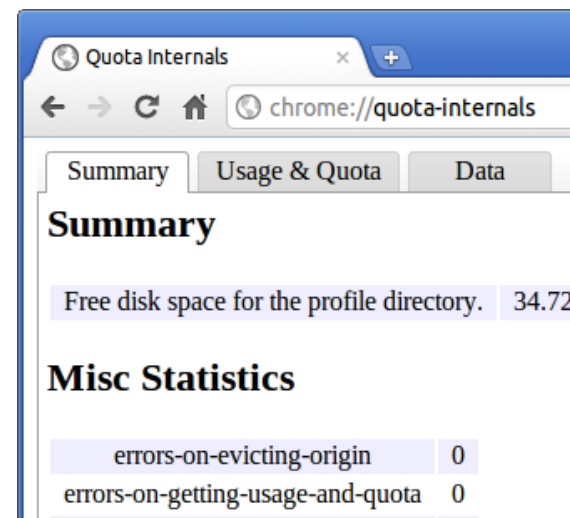 Quota Internals
chrome://quota-internals
Summary Usage & Quota Data
Summary
Free disk space for the profile directory. 34.72
Misc Statistics
errors-on-evicting-origin 0
errors-on-getting-usage-and-quota 0